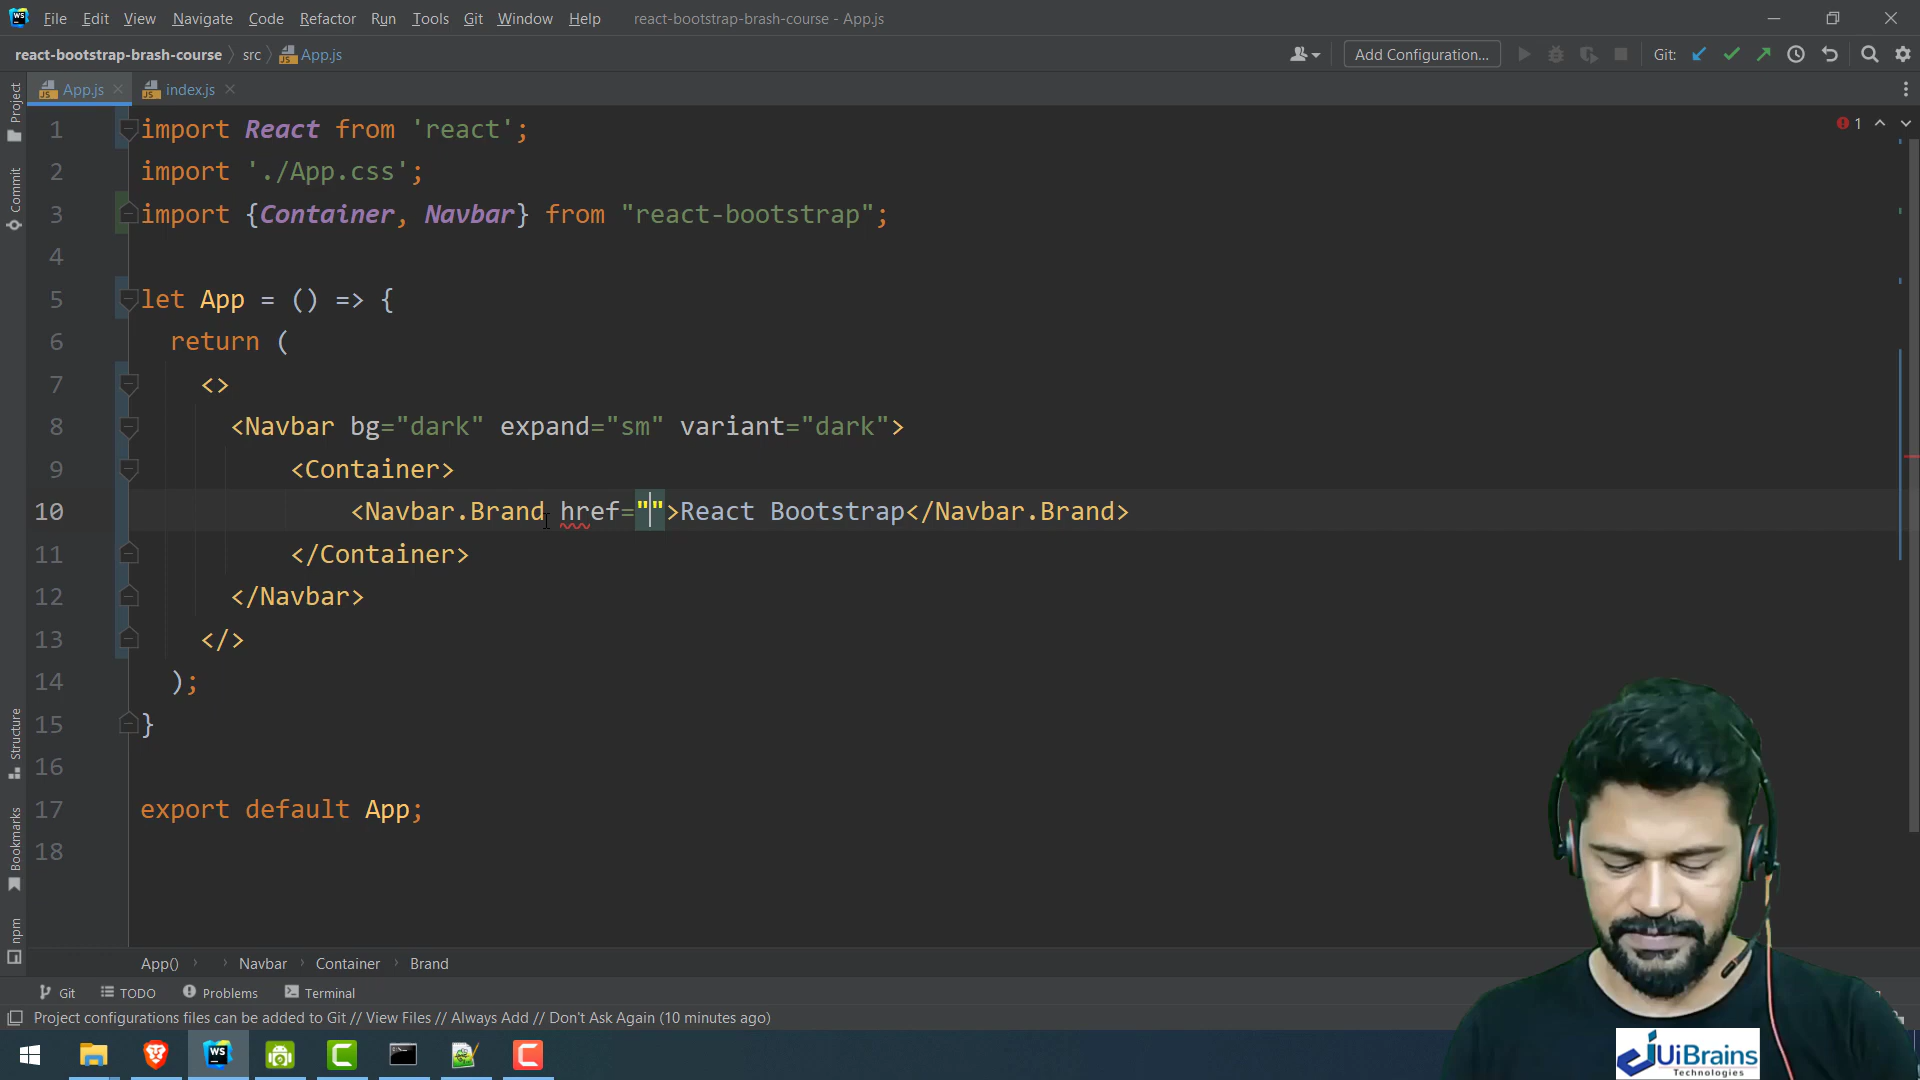 File Edit View Navigate Code Refactor Run Tools Git Window Help react-bootstrap-brash-course - App.js
react-bootstrap-brash-course src App.js Add Configuration... Git:
App.js index.js
Project
Commit
Structure
Bookmarks
npm
1 import React from 'react';
2 import './App.css';
3 import {Container, Navbar} from "react-bootstrap";
4
5 let App = () => {
6 return (
7 <>
8 <Navbar bg="dark" expand="sm" variant="dark">
9 <Container>
10 <Navbar.Brand href="">React Bootstrap</Navbar.Brand>
11 </Container>
12 </Navbar>
13 </>
14 );
15 }
16
17 export default App;
18
1
App() Navbar Container Brand
Git TODO Problems Terminal
Project configurations files can be added to Git // View Files // Always Add // Don't Ask Again (10 minutes ago)
UiBrains
Technologies